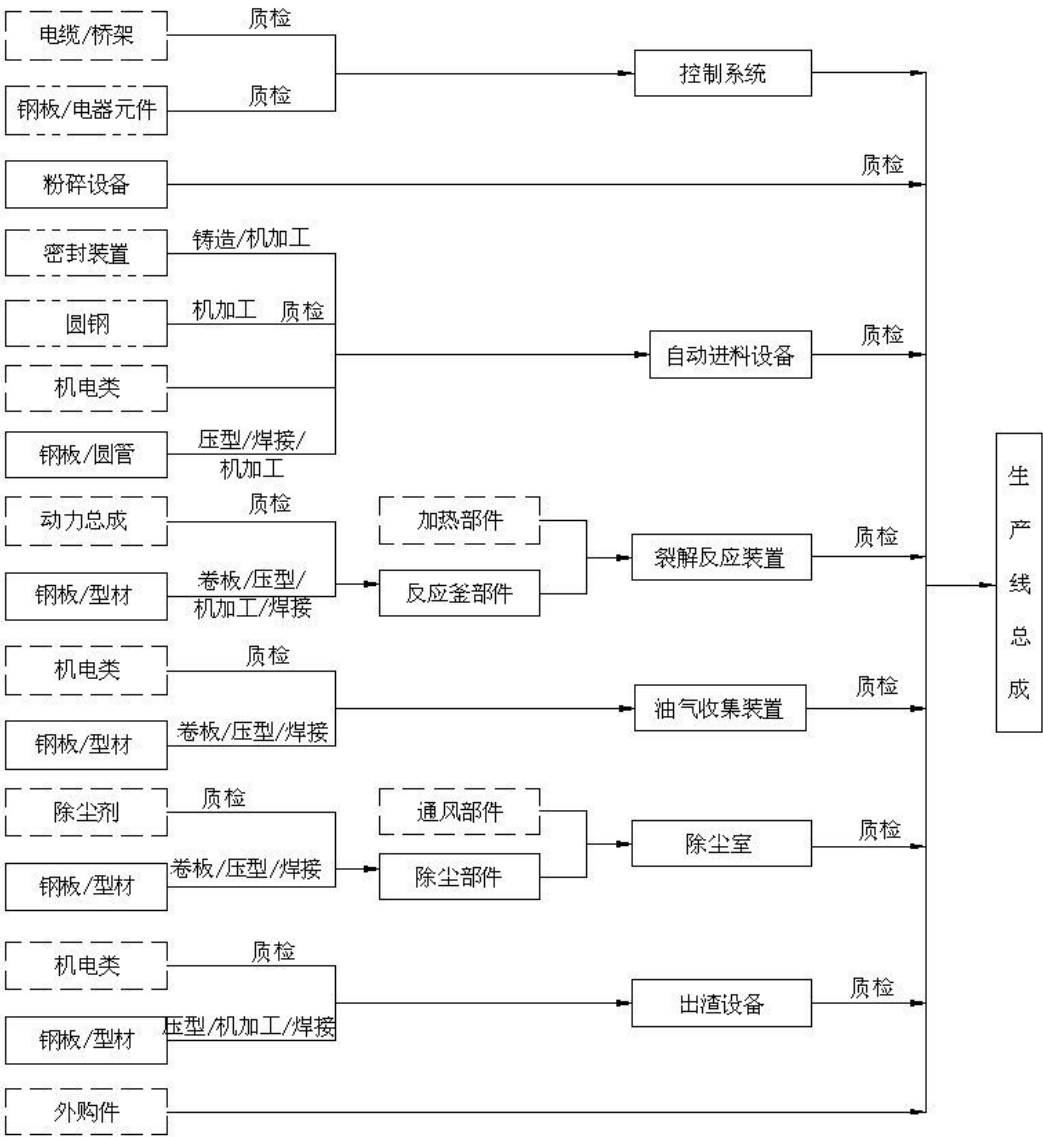 电缆/桥架
质检
钢板/电器元件
质检
控制系统
粉碎设备
质检
密封装置
铸造/机加工
圆钢
机加工 质检
机电类
自动进料设备
质检
钢板/圆管
压型/焊接/
机加工
动力总成
质检
加热部件
钢板/型材
卷板/压型/
机加工/焊接
反应釜部件
裂解反应装置
质检
机电类
质检
钢板/型材
卷板/压型/焊接
油气收集装置
质检
除尘剂
质检
通风部件
钢板/型材
卷板/压型/焊接
除尘部件
除尘室
质检
机电类
质检
钢板/型材
压型/机加工/焊接
出渣设备
质检
外购件
生
产
线
总
成